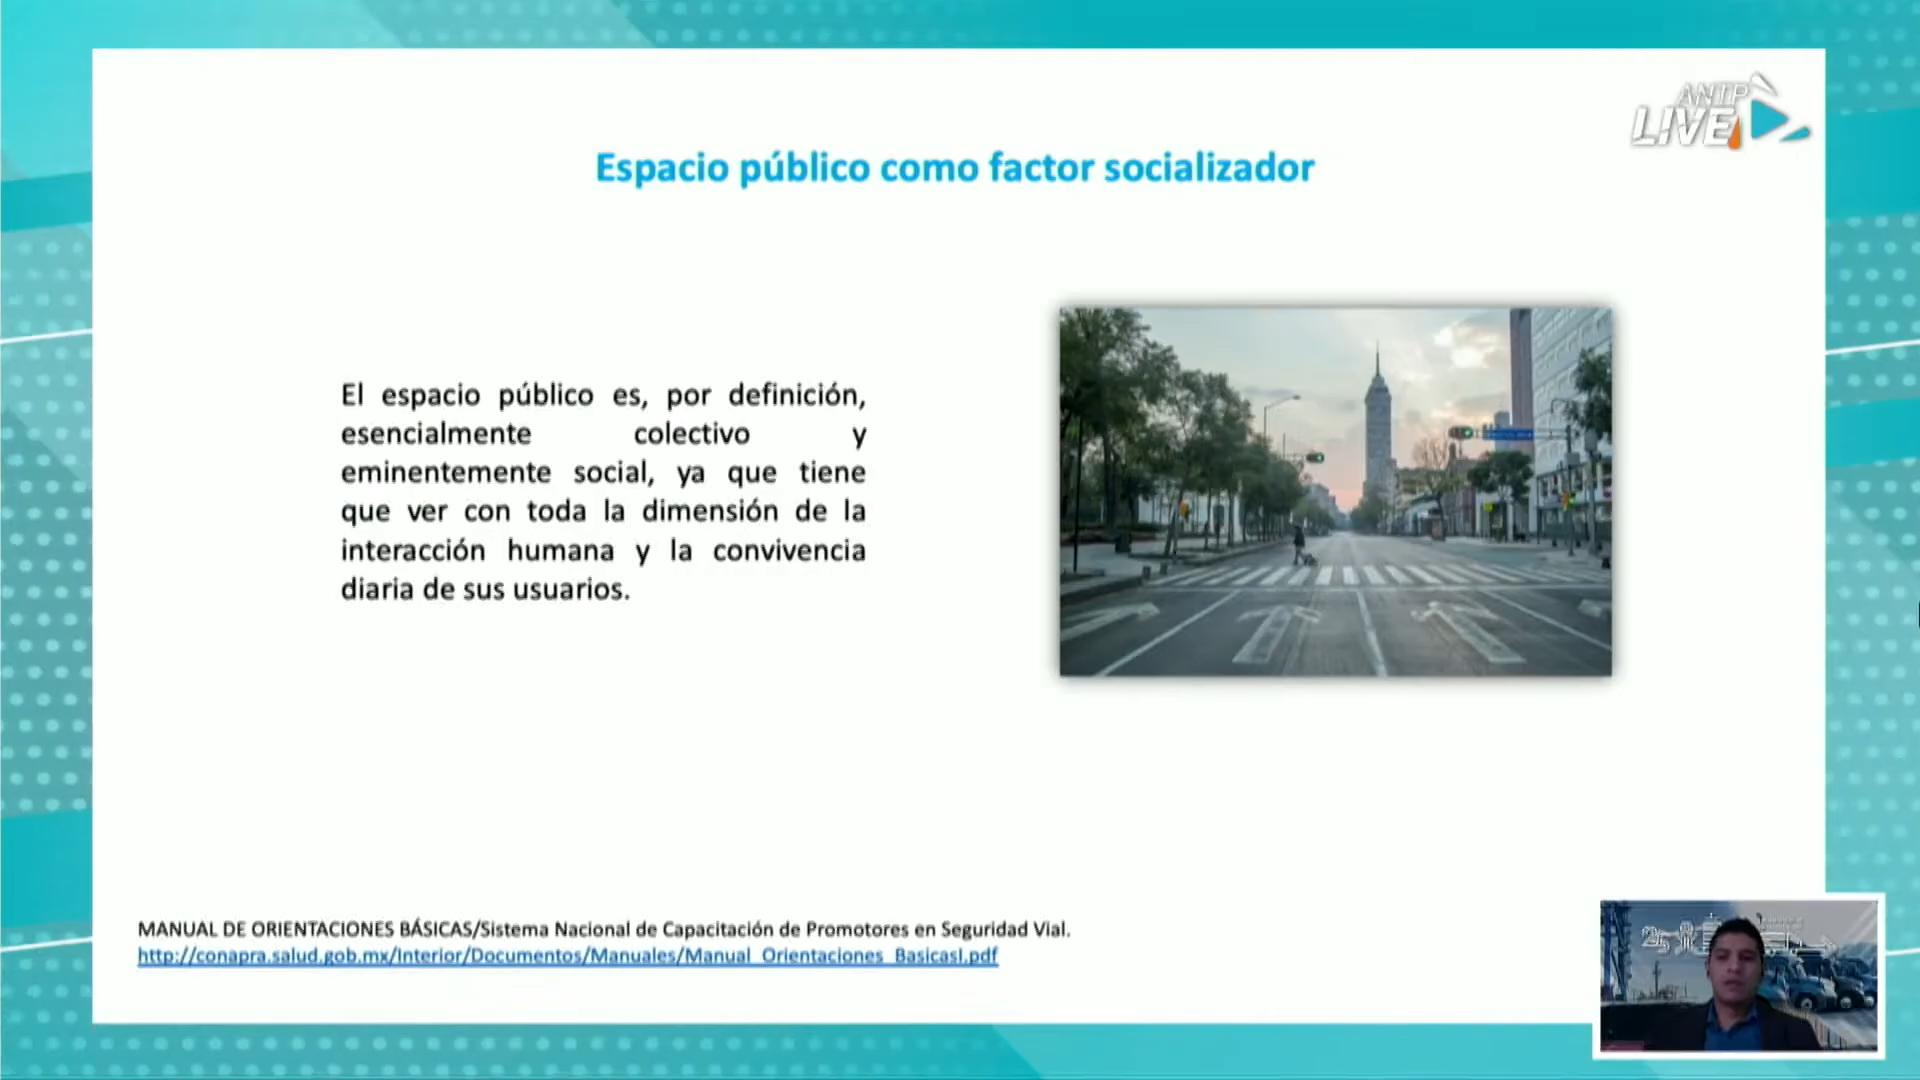 ANTP
LIVE
Espacio público como factor socializador
El espacio público es, por definición,
esencialmente colectivo y
eminentemente social, ya que tiene
que ver con toda la dimensión de la
interacción humana y la convivencia
diaria de sus usuarios.
MANUAL DE ORIENTACIONES BÁSICAS/Sistema Nacional de Capacitación de Promotores en Seguridad Vial.
http://conapra.salud.gob.mx/Interior/Documentos/Manuales/Manual_Orientaciones_BasicasI.pdf